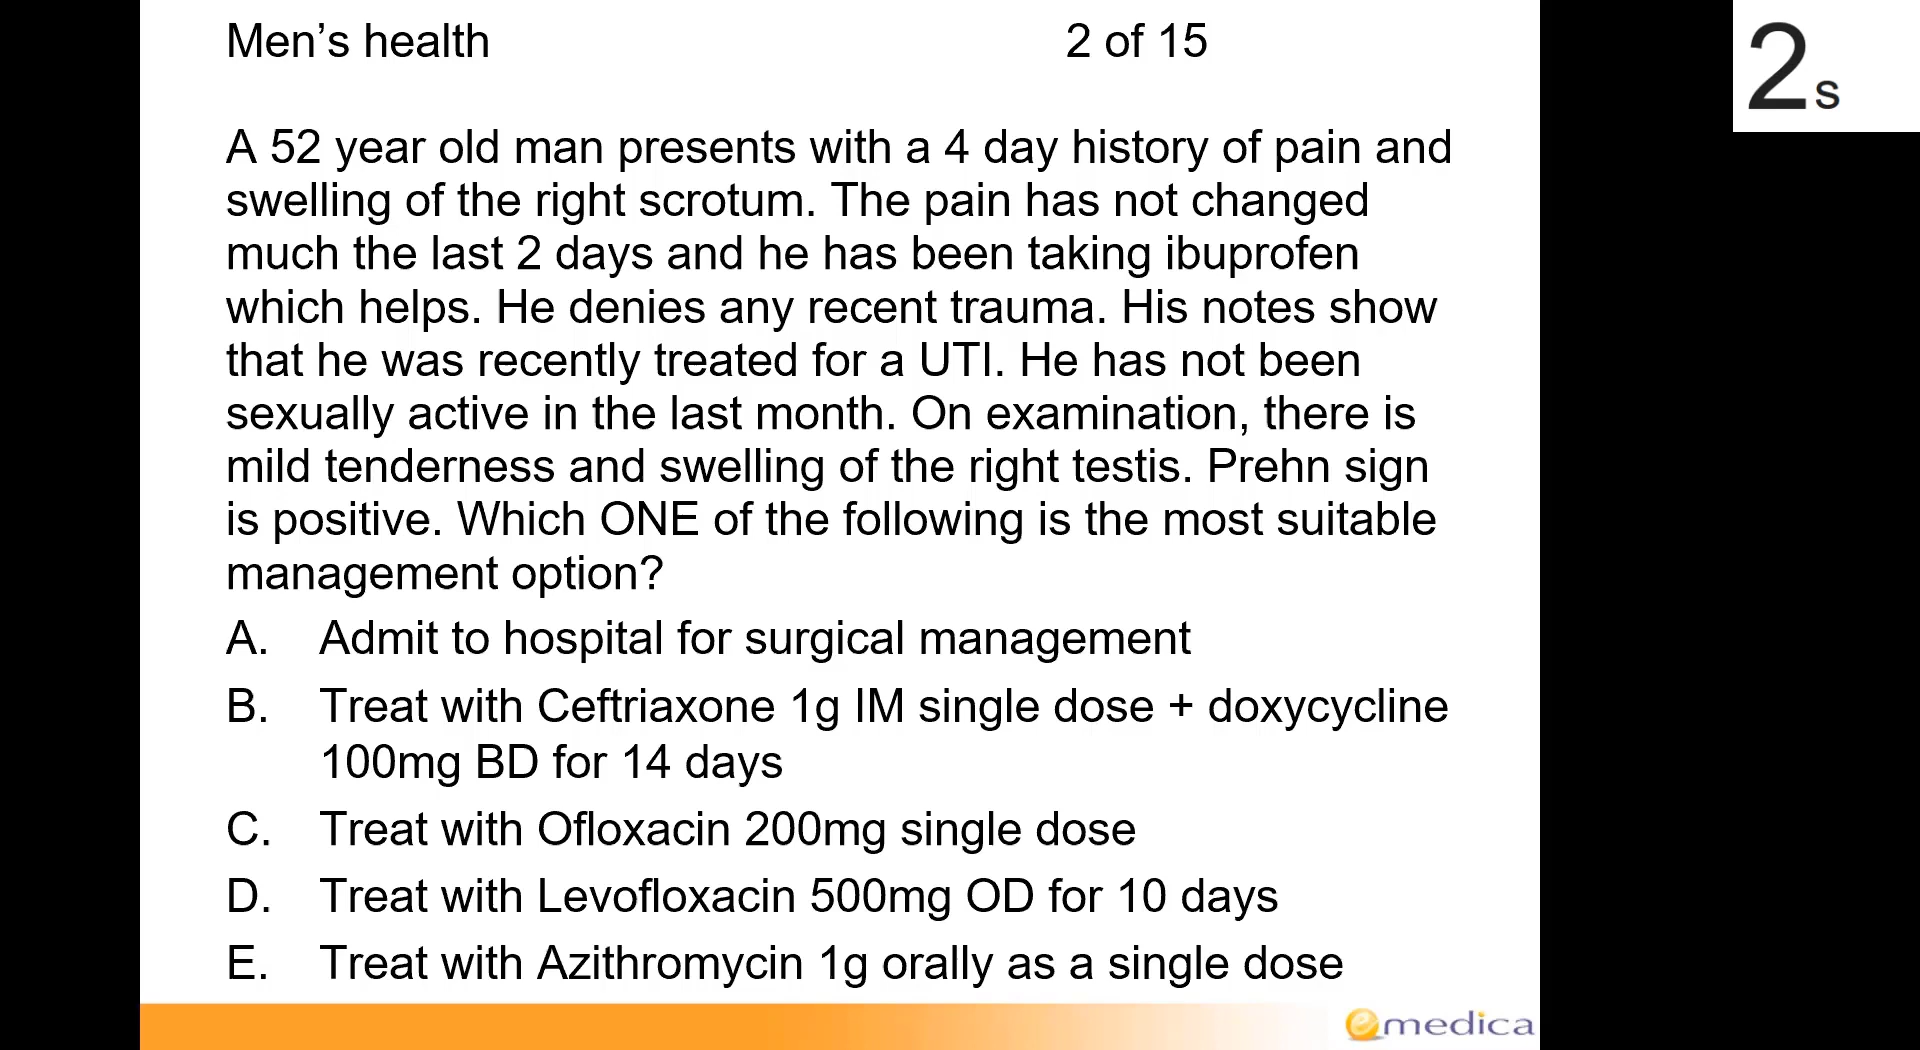 Men’s health 2 of 15
2s
A 52 year old man presents with a 4 day history of pain and
swelling of the right scrotum. The pain has not changed
much the last 2 days and he has been taking ibuprofen
which helps. He denies any recent trauma. His notes show
that he was recently treated for a UTI. He has not been
sexually active in the last month. On examination, there is
mild tenderness and swelling of the right testis. Prehn sign
is positive. Which ONE of the following is the most suitable
management option?
A. Admit to hospital for surgical management
B. Treat with Ceftriaxone 1g IM single dose + doxycycline
100mg BD for 14 days
C. Treat with Ofloxacin 200mg single dose
D. Treat with Levofloxacin 500mg OD for 10 days
E. Treat with Azithromycin 1g orally as a single dose
emedica